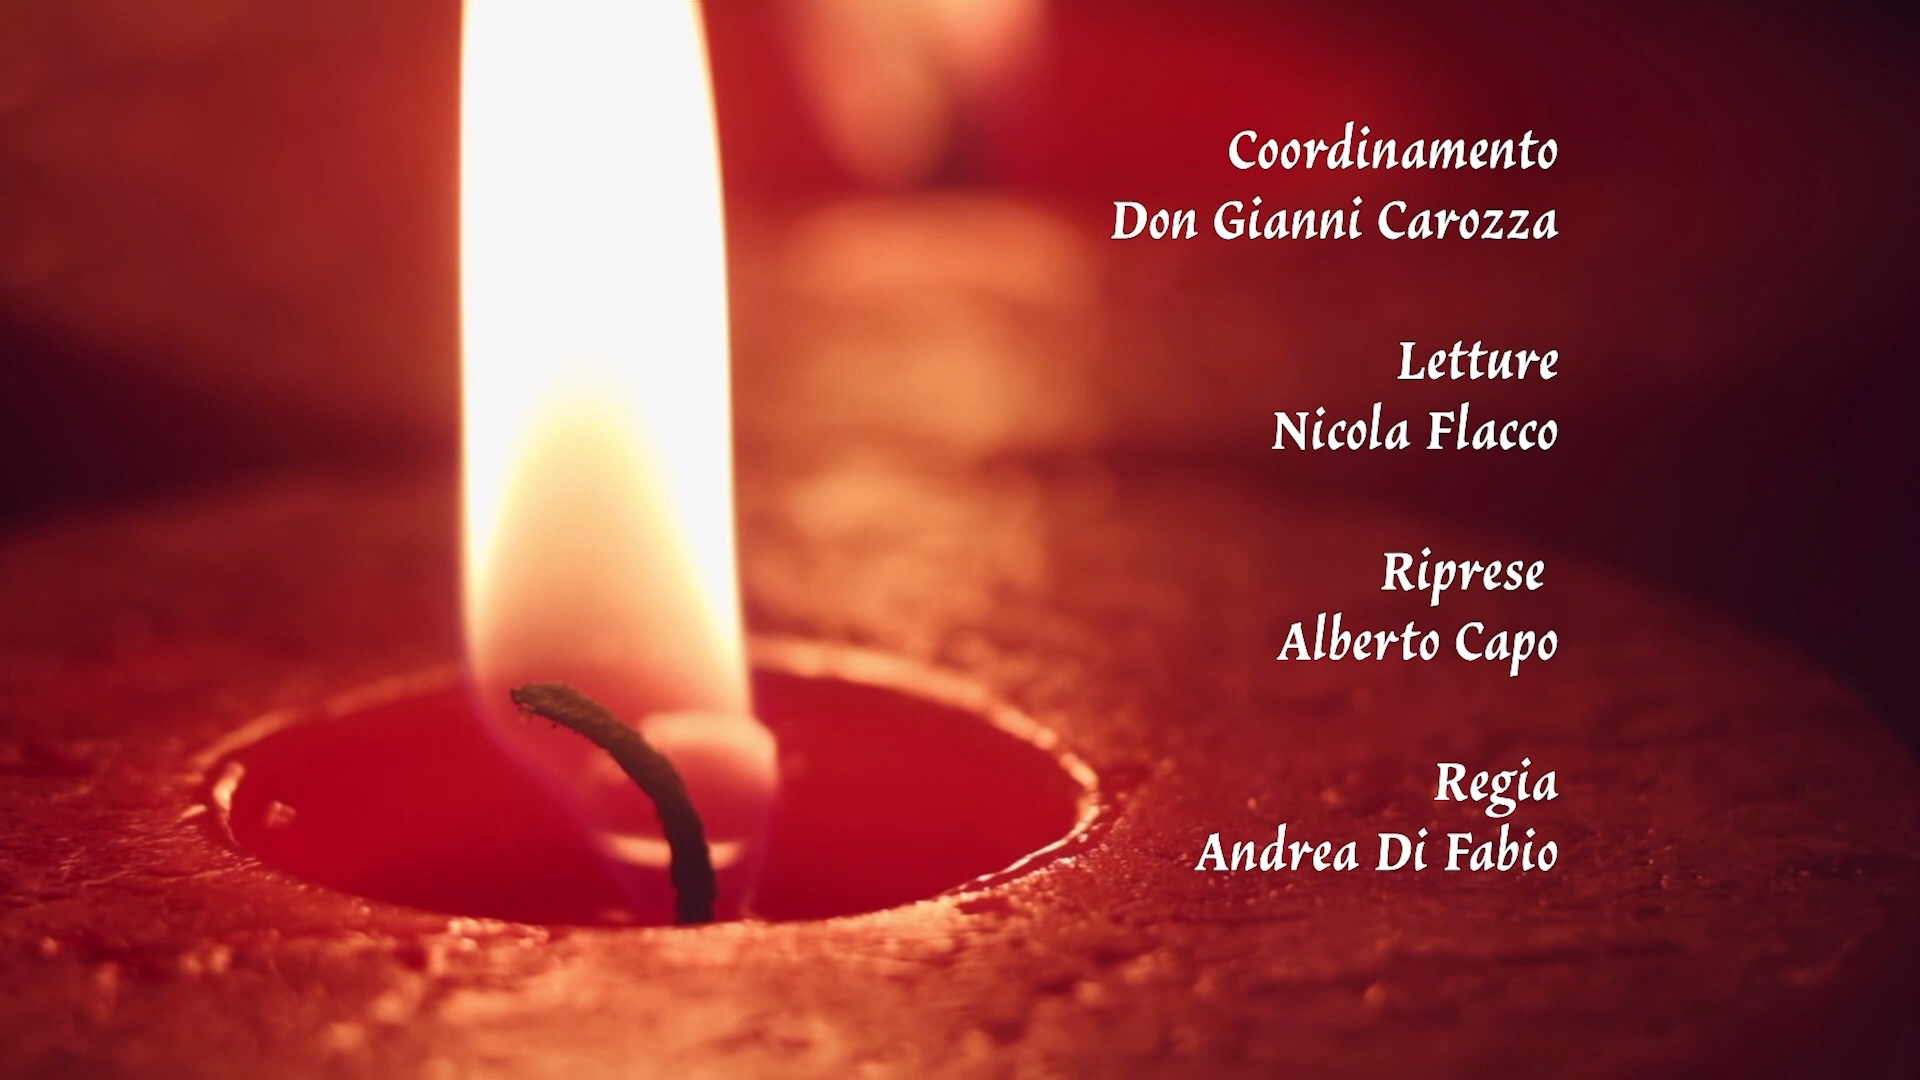 Coordinamento
Don Gianni Carozza
Letture
Nicola Flacco
Riprese
Alberto Capo
Regia
Andrea Di Fabio